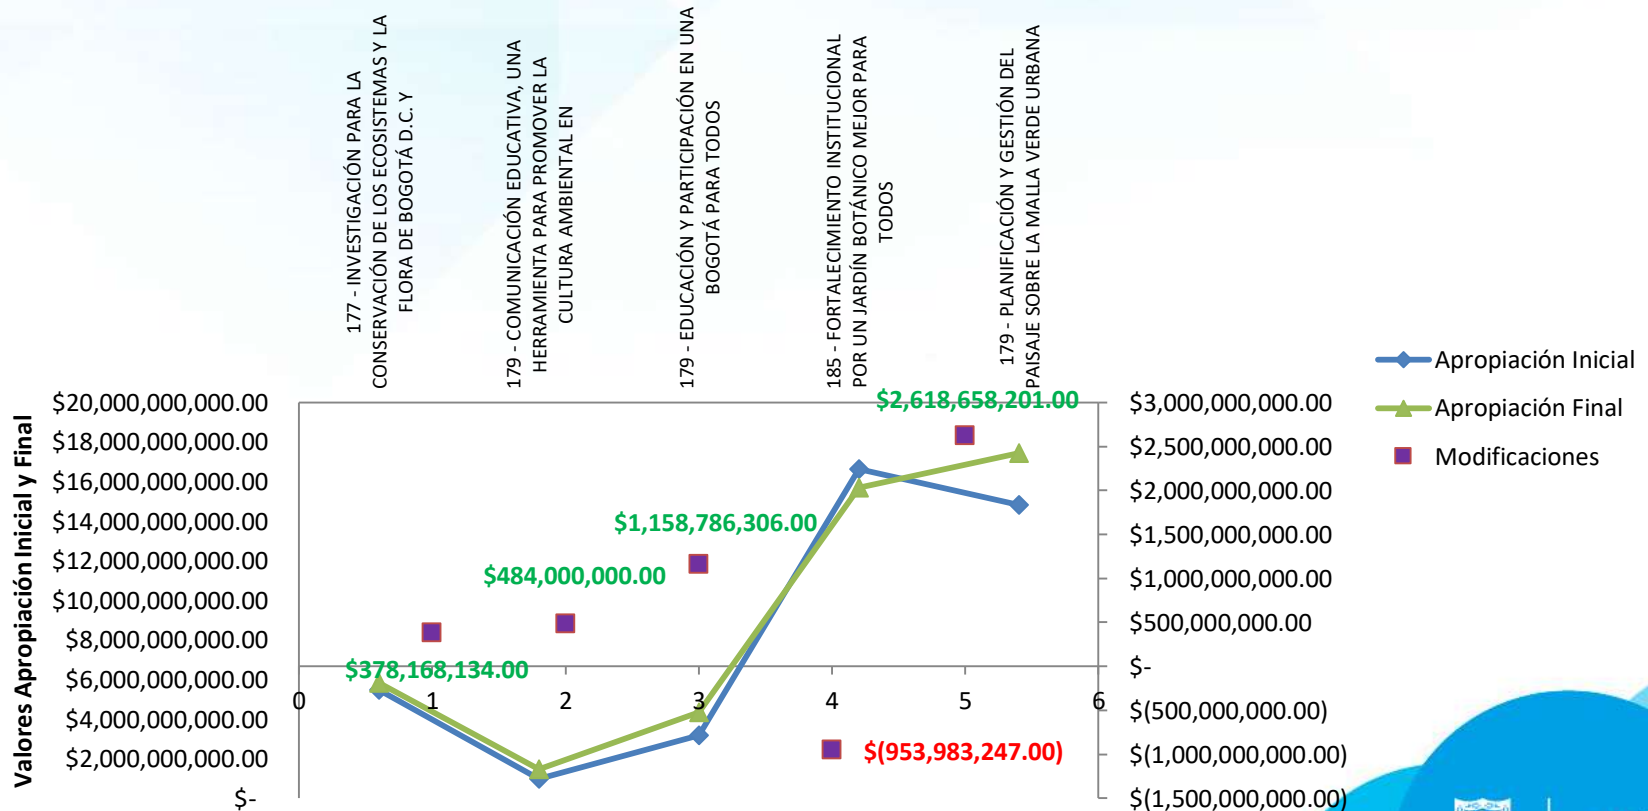 177 - INVESTIGACIÓN PARA LA
CONSERVACIÓN DE LOS ECOSISTEMAS Y LA
FLORA DE BOGOTÁ D.C. Y
179 - COMUNICACIÓN EDUCATIVA, UNA
HERRAMIENTA PARA PROMOVER LA
CULTURA AMBIENTAL EN
179 - EDUCACIÓN Y PARTICIPACIÓN EN UNA
BOGOTÁ PARA TODOS
185 - FORTALECIMIENTO INSTITUCIONAL
POR UN JARDÍN BOTÁNICO MEJOR PARA
TODOS
179 - PLANIFICACIÓN Y GESTIÓN DEL
PAISAJE SOBRE LA MALLA VERDE URBANA
Valores Apropiación Inicial y Final
$20,000,000,000.00
$18,000,000,000.00
$16,000,000,000.00
$14,000,000,000.00
$12,000,000,000.00
$10,000,000,000.00
$8,000,000,000.00
$6,000,000,000.00
$4,000,000,000.00
$2,000,000,000.00
$-
$378,168,134.00
$484,000,000.00
$1,158,786,306.00
$(953,983,247.00)
$2,618,658,201.00
0
1
2
3
4
5
6
$3,000,000,000.00
$2,500,000,000.00
$2,000,000,000.00
$1,500,000,000.00
$1,000,000,000.00
$500,000,000.00
$-
$(500,000,000.00)
$(1,000,000,000.00)
$(1,500,000,000.00)
Apropiación Inicial
Apropiación Final
Modificaciones